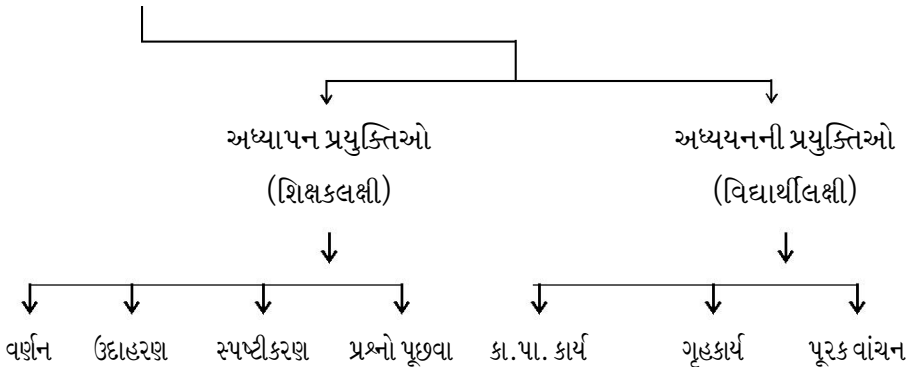 અધ્યાપન પ્રયુક્તિઓ અધ્યયનની પ્રયુક્તિઓ
(શિક્ષકલક્ષી) (વિદ્યાર્થીલક્ષી)
વર્ણન ઉદાહરણ સ્પષ્ટીકરણ પ્રશ્નો પૂછવા કા.પા. કાર્ય ગૃહકાર્ય પૂરક વાંચન